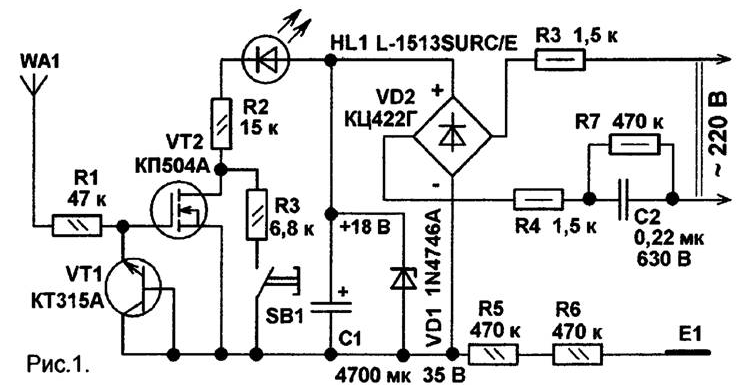 WA1
HL1 L-1513SURC/E
R3 1,5 к
VD2
КЦ422Г
+
-
R2
15 к
VT2
КП504А
R7 470 к
~ 220 В
R1
47 к
R3
6,8 к
+18 В
R4 1,5 к
C2
0,22 мк
630 В
VT1
КТ315А
SB1
+
C1
4700 мк 35 В
VD1 1N4746A
R5
470 к
R6
470 к
E1
Рис.1.